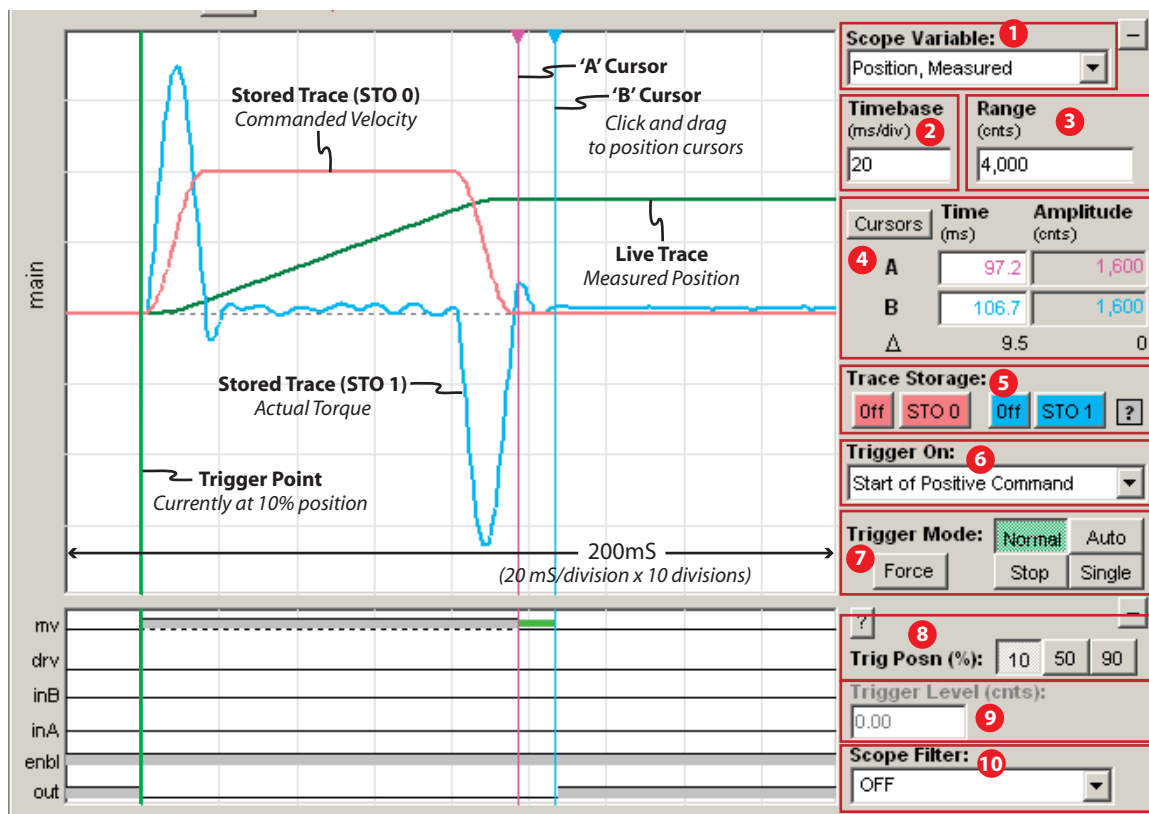 'A' Cursor
'B' Cursor
Click and drag
to position cursors
Stored Trace (STO 0)
Commanded Velocity
Live Trace
Measured Position
Stored Trace (STO 1)
Actual Torque
Trigger Point
Currently at 10% position
200mS
(20 mS/division x 10 divisions)
main
mv
drv
inB
inA
enbl
out
Scope Variable: 1
Position, Measured
Timebase
(ms/div) 2
20
Range
(cnts) 3
4,000
Cursors Time Amplitude
(ms) (cnts)
4
A 97.2 1,600
B 106.7 1,600
Δ 9.5 0
Trace Storage: 5
Off STO 0 Off STO 1 ?
Trigger On: 6
Start of Positive Command
Trigger Mode: Normal Auto
7 Force Stop Single
? 8
Trig Posn (%): 10 50 90
Trigger Level (cnts):
0.00 9
Scope Filter: 10
OFF